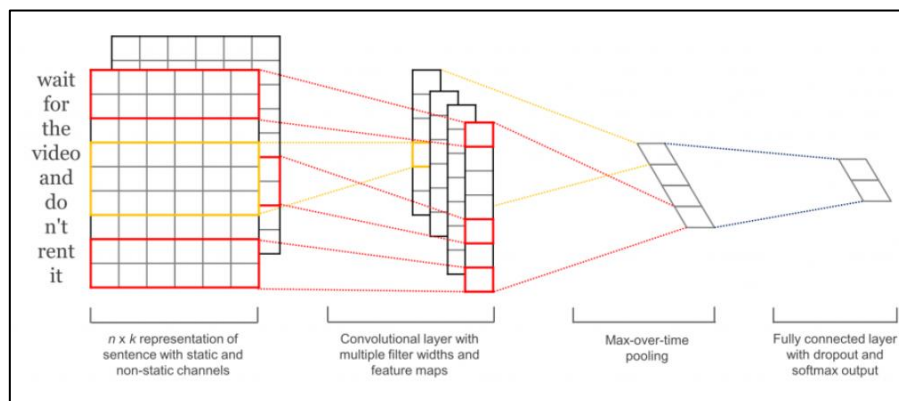 wait
for
the
video
and
do
n't
rent
it
n x k representation of
sentence with static and
non-static channels
Convolutional layer with
multiple filter widths and
feature maps
Max-over-time
pooling
Fully connected layer
with dropout and
softmax output